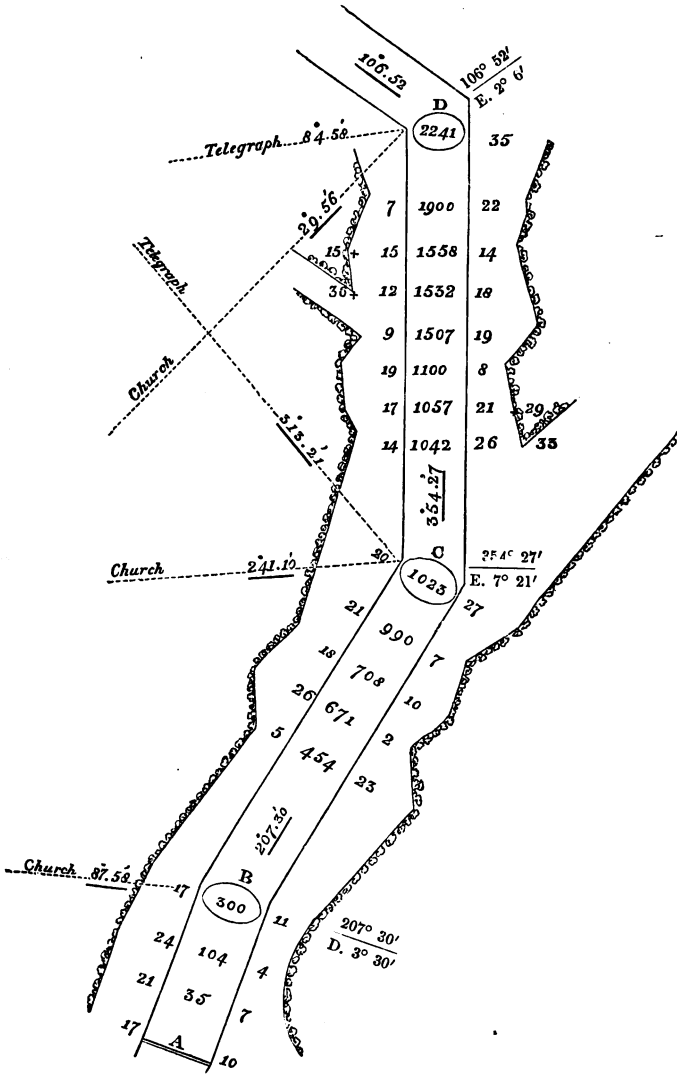 106°.52
106° 52′
E. 2° 6′
D
Telegraph 84°.58′
2241
35
7 1900 22
29°.56′
Telegraph
15 + 15 1558 14
30 + 12 1532 18
9 1507 19
Church
19 1100 8
17 1057 21 29
313°.21′
14 1042 26 33
354°.27′
20 C 354° 27′
Church 241°.10′
1023
E. 7° 21′
21 990 27
18 708 7
26 671 10
5 454 2
23
207°.30′
Church 87°.58′
17 B
300 11
207° 30′
D. 3° 30′
24 104 4
21 35 7
17 A 10